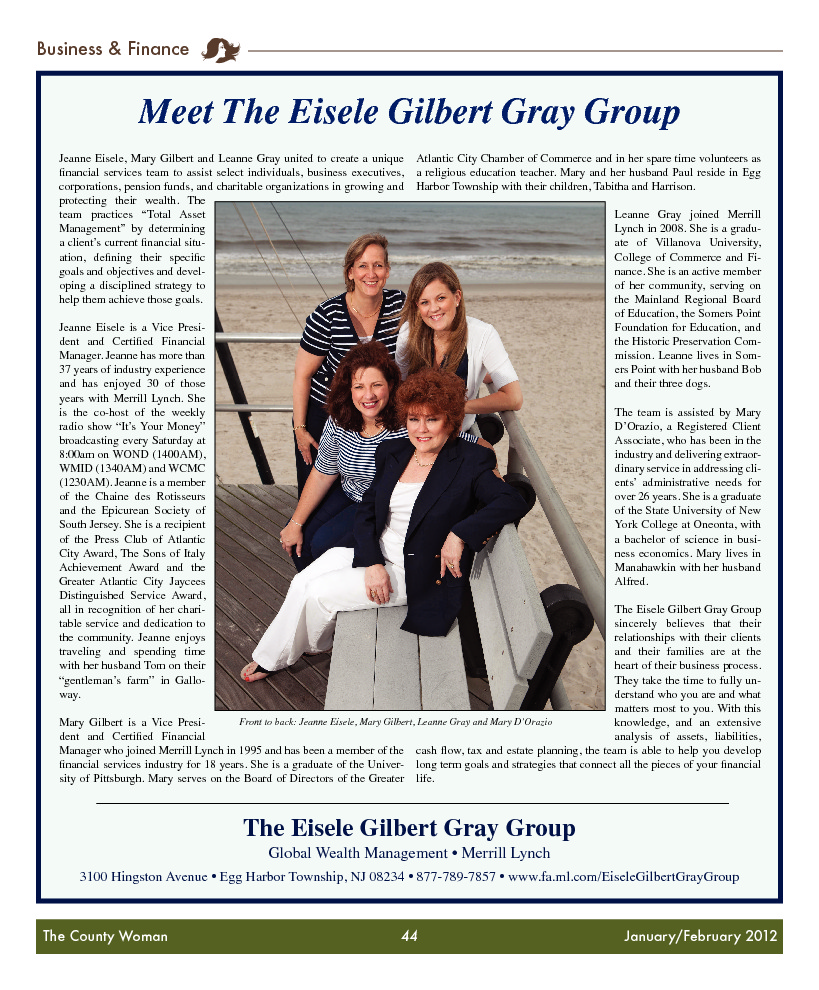 Business & Finance
Meet The Eisele Gilbert Gray Group
Jeanne Eisele, Mary Gilbert and Leanne Gray united to create a unique
financial services team to assist select individuals, business executives,
corporations, pension funds, and charitable organizations in growing and
protecting their wealth. The
team practices “Total Asset
Management” by determining
a client’s current financial situ-
ation, defining their specific
goals and objectives and devel-
oping a disciplined strategy to
help them achieve those goals.
Jeanne Eisele is a Vice Presi-
dent and Certified Financial
Manager. Jeanne has more than
37 years of industry experience
and has enjoyed 30 of those
years with Merrill Lynch. She
is the co-host of the weekly
radio show “It’s Your Money”
broadcasting every Saturday at
8:00am on WOND (1400AM),
WMID (1340AM) and WCMC
(1230AM). Jeanne is a member
of the Chaine des Rotisseurs
and the Epicurean Society of
South Jersey. She is a recipient
of the Press Club of Atlantic
City Award, The Sons of Italy
Achievement Award and the
Greater Atlantic City Jaycees
Distinguished Service Award,
all in recognition of her chari-
table service and dedication to
the community. Jeanne enjoys
traveling and spending time
with her husband Tom on their
“gentleman’s farm” in Gallo-
way.
Mary Gilbert is a Vice Presi-
dent and Certified Financial
Manager who joined Merrill Lynch in 1995 and has been a member of the
financial services industry for 18 years. She is a graduate of the Univer-
sity of Pittsburgh. Mary serves on the Board of Directors of the Greater
Atlantic City Chamber of Commerce and in her spare time volunteers as
a religious education teacher. Mary and her husband Paul reside in Egg
Harbor Township with their children, Tabitha and Harrison.
Leanne Gray joined Merrill
Lynch in 2008. She is a gradu-
ate of Villanova University,
College of Commerce and Fi-
nance. She is an active member
of her community, serving on
the Mainland Regional Board
of Education, the Somers Point
Foundation for Education, and
the Historic Preservation Com-
mission. Leanne lives in Som-
ers Point with her husband Bob
and their three dogs.
The team is assisted by Mary
D’Orazio, a Registered Client
Associate, who has been in the
industry and delivering extraor-
dinary service in addressing cli-
ents’ administrative needs for
over 26 years. She is a graduate
of the State University of New
York College at Oneonta, with
a bachelor of science in busi-
ness economics. Mary lives in
Manahawkin with her husband
Alfred.
The Eisele Gilbert Gray Group
sincerely believes that their
relationships with their clients
and their families are at the
heart of their business process.
They take the time to fully un-
derstand who you are and what
matters most to you. With this
knowledge, and an extensive
analysis of assets, liabilities,
cash flow, tax and estate planning, the team is able to help you develop
long term goals and strategies that connect all the pieces of your financial
life.
Front to back: Jeanne Eisele, Mary Gilbert, Leanne Gray and Mary D’Orazio
The Eisele Gilbert Gray Group
Global Wealth Management • Merrill Lynch
3100 Hingston Avenue • Egg Harbor Township, NJ 08234 • 877-789-7857 • www.fa.ml.com/EiseleGilbertGrayGroup
The County Woman
44
January/February 2012